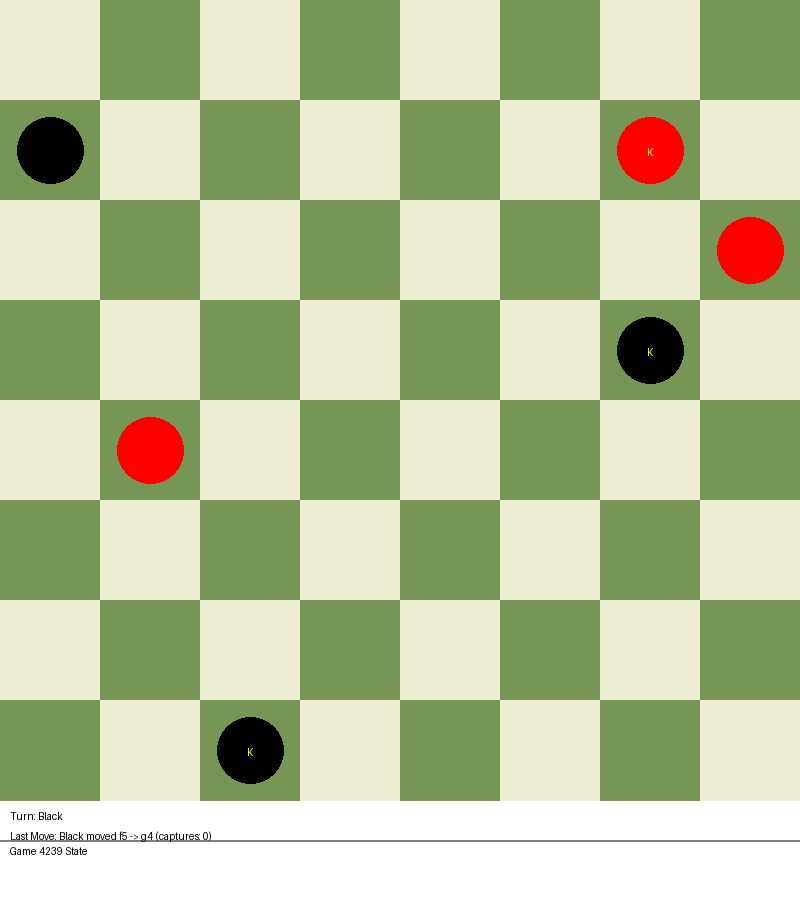 K
K
K
Turn: Black
Last Move: Black moved f5 -> g4 (captures: 0)
Game 4239 State